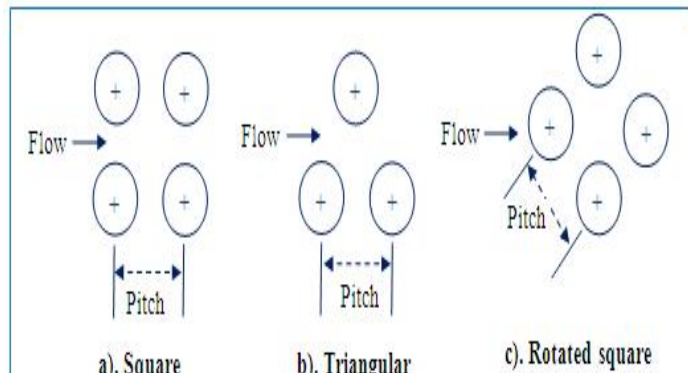 Flow
Pitch
a). Square
Flow
Pitch
b). Triangular
Flow
Pitch
c). Rotated square